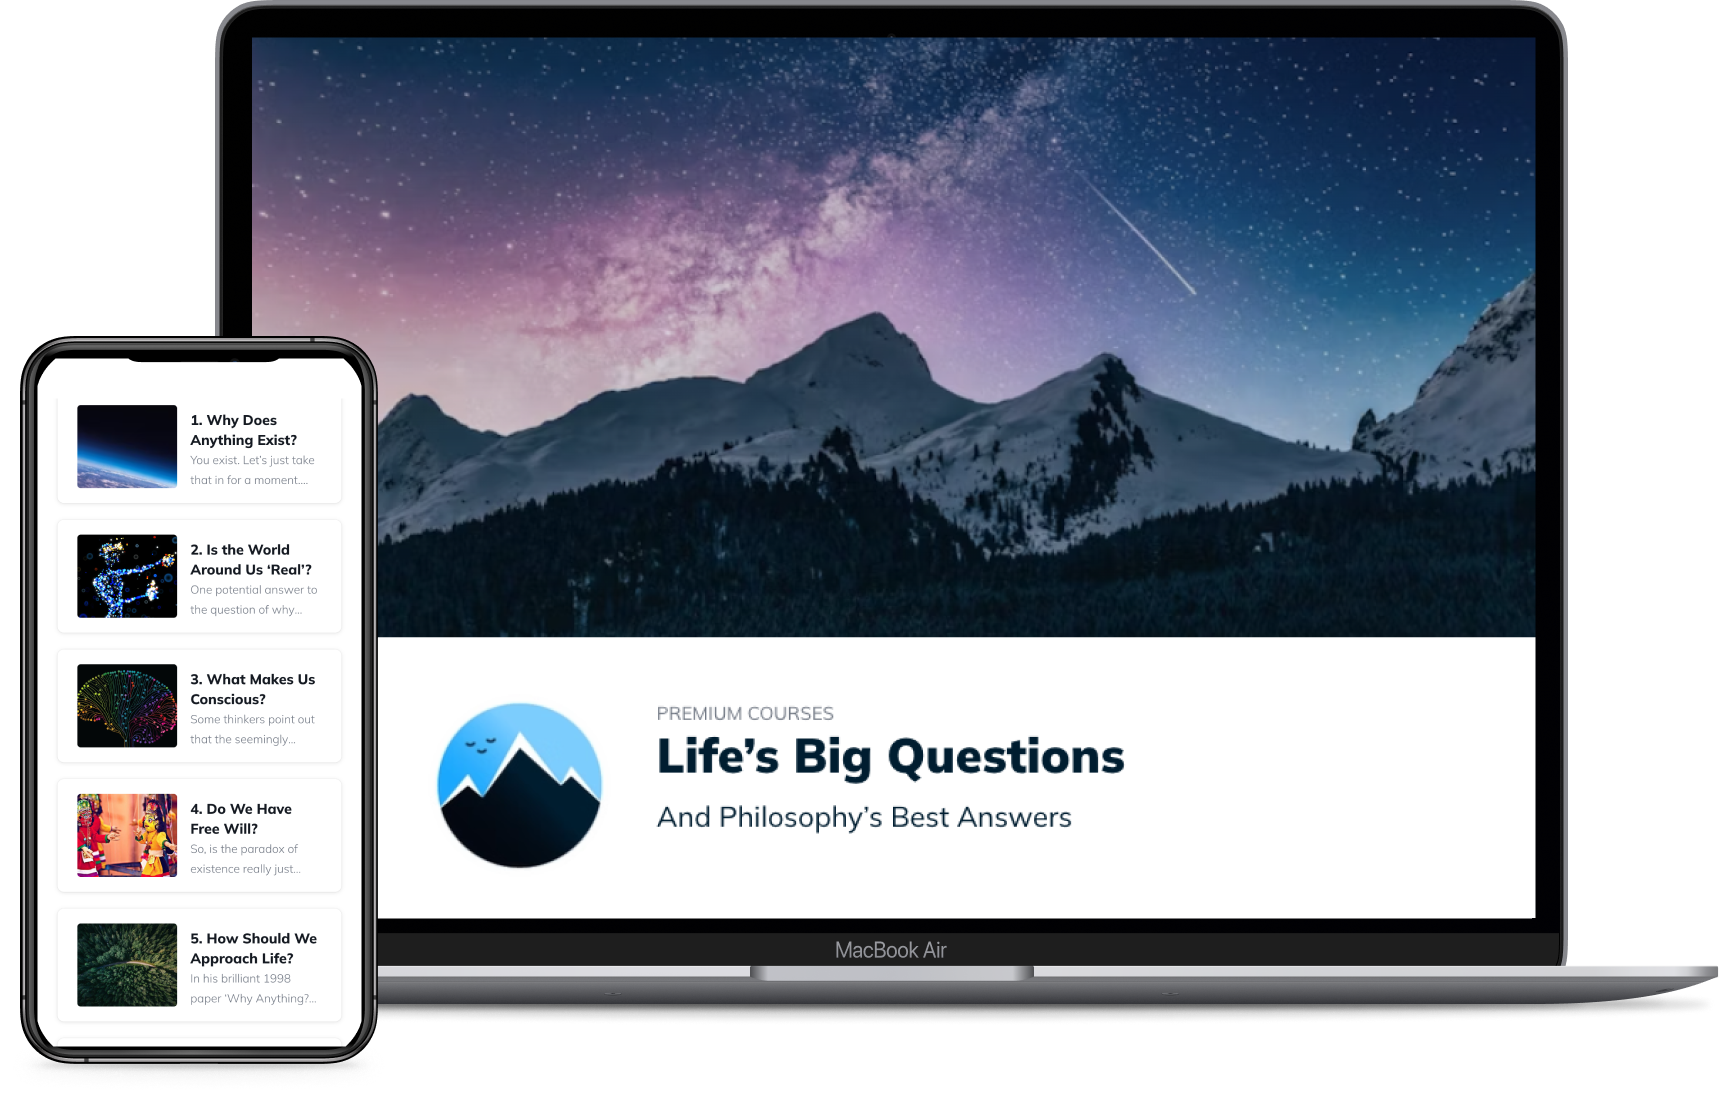 1. Why Does
Anything Exist?
You exist. Let's just take
that in for a moment....
2. Is the World
Around Us ‘Real’?
One potential answer to
the question of why...
3. What Makes Us
Conscious?
Some thinkers point out
that the seemingly...
4. Do We Have
Free Will?
So, is the paradox of
existence really just...
5. How Should We
Approach Life?
In his brilliant 1998
paper ‘Why Anything?...
PREMIUM COURSES
Life’s Big Questions
And Philosophy’s Best Answers
MacBook Air